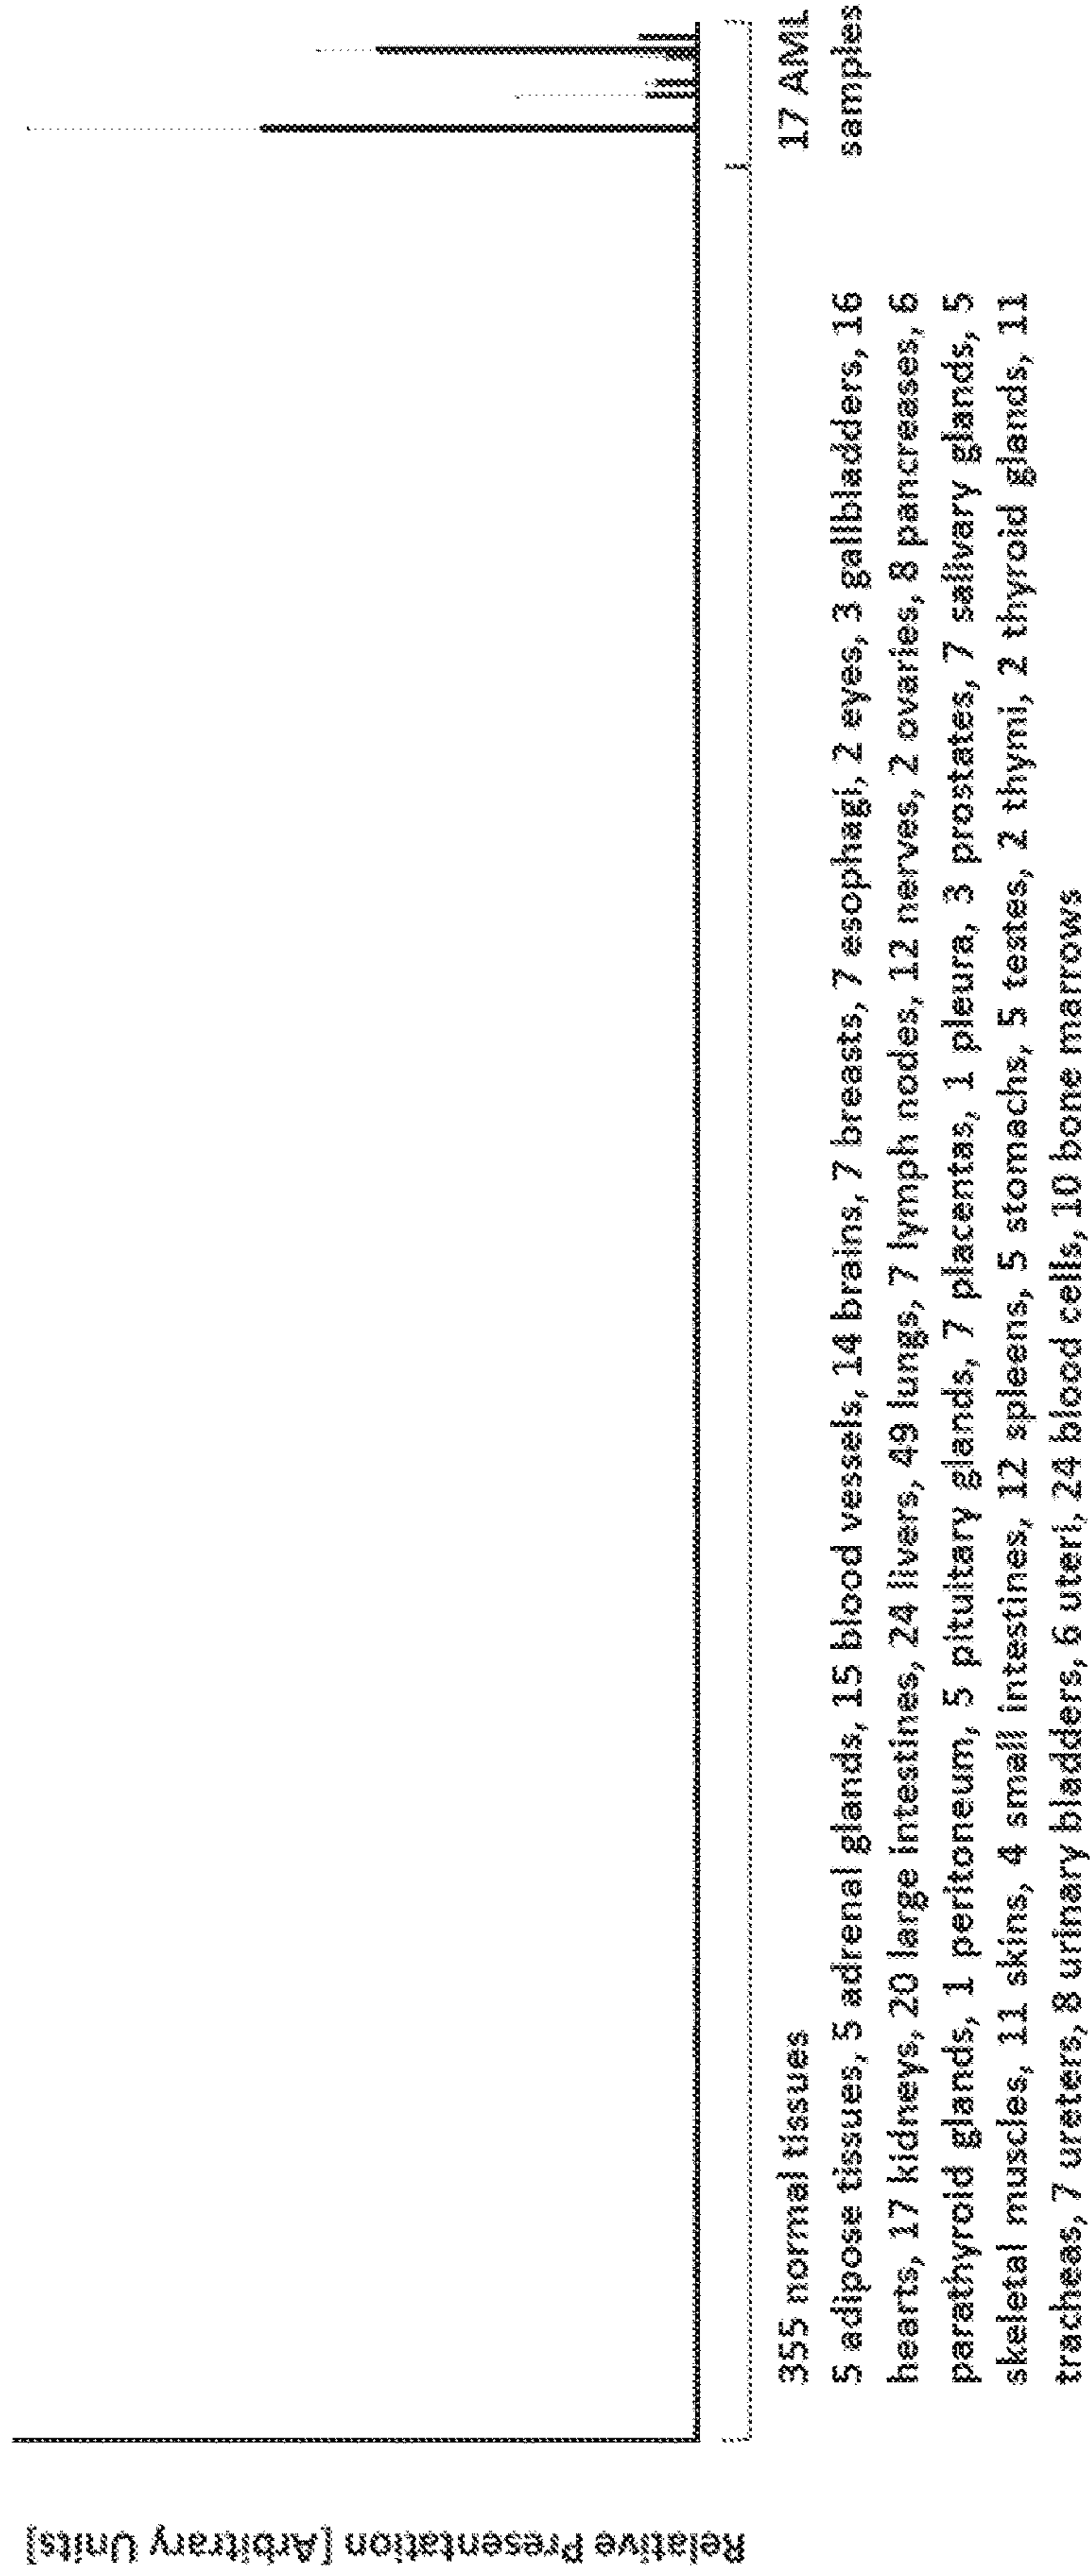 Relative Presentation [Arbitrary Units]
355 normal tissues
17 AML
samples
5 adipose tissues, 5 adrenal glands, 15 blood vessels, 14 brains, 7 breasts, 7 esophagi, 2 eyes, 3 gallbladders, 16
hearts, 17 kidneys, 20 large intestines, 24 livers, 49 lungs, 7 lymph nodes, 12 nerves, 2 ovaries, 8 pancreases, 6
parathyroid glands, 1 peritoneum, 5 pituitary glands, 7 placentas, 1 pleura, 3 prostates, 7 salivary glands, 5
skeletal muscles, 11 skins, 4 small intestines, 12 spleens, 5 stomachs, 5 testes, 2 thymi, 2 thyroid glands, 11
tracheas, 7 ureters, 8 urinary bladders, 6 uteri, 24 blood cells, 10 bone marrows